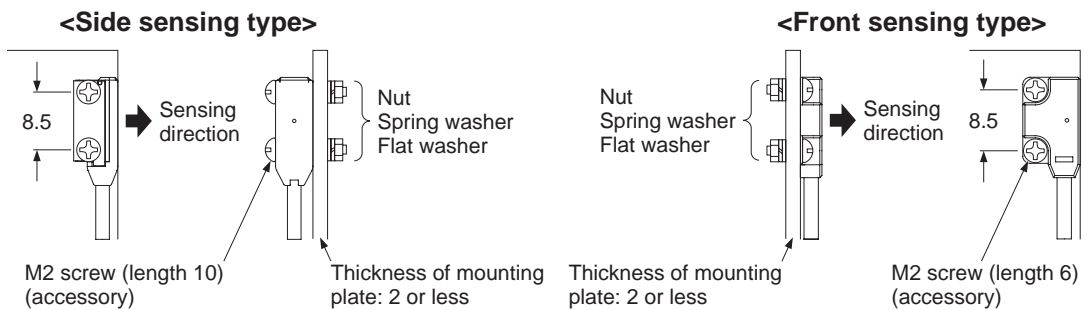 <Side sensing type>
8.5
Sensing
direction
Nut
Spring washer
Flat washer
M2 screw (length 10)
(accessory)
Thickness of mounting
plate: 2 or less
<Front sensing type>
Nut
Spring washer
Flat washer
Sensing
direction
8.5
Thickness of mounting
plate: 2 or less
M2 screw (length 6)
(accessory)